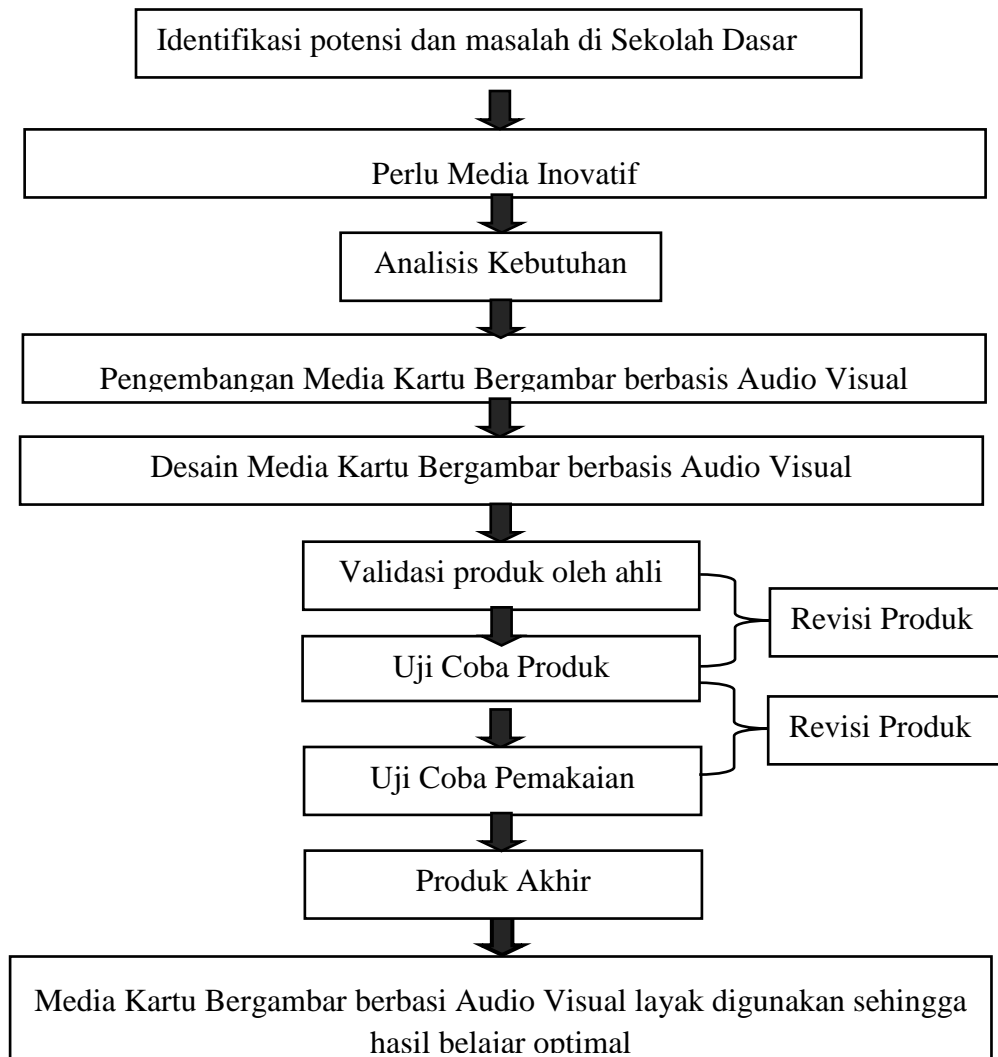 Identifikasi potensi dan masalah di Sekolah Dasar
Perlu Media Inovatif
Analisis Kebutuhan
Pengembangan Media Kartu Bergambar berbasis Audio Visual
Desain Media Kartu Bergambar berbasis Audio Visual
Validasi produk oleh ahli
Revisi Produk
Uji Coba Produk
Revisi Produk
Uji Coba Pemakaian
Produk Akhir
Media Kartu Bergambar berbasi Audio Visual layak digunakan sehingga
hasil belajar optimal